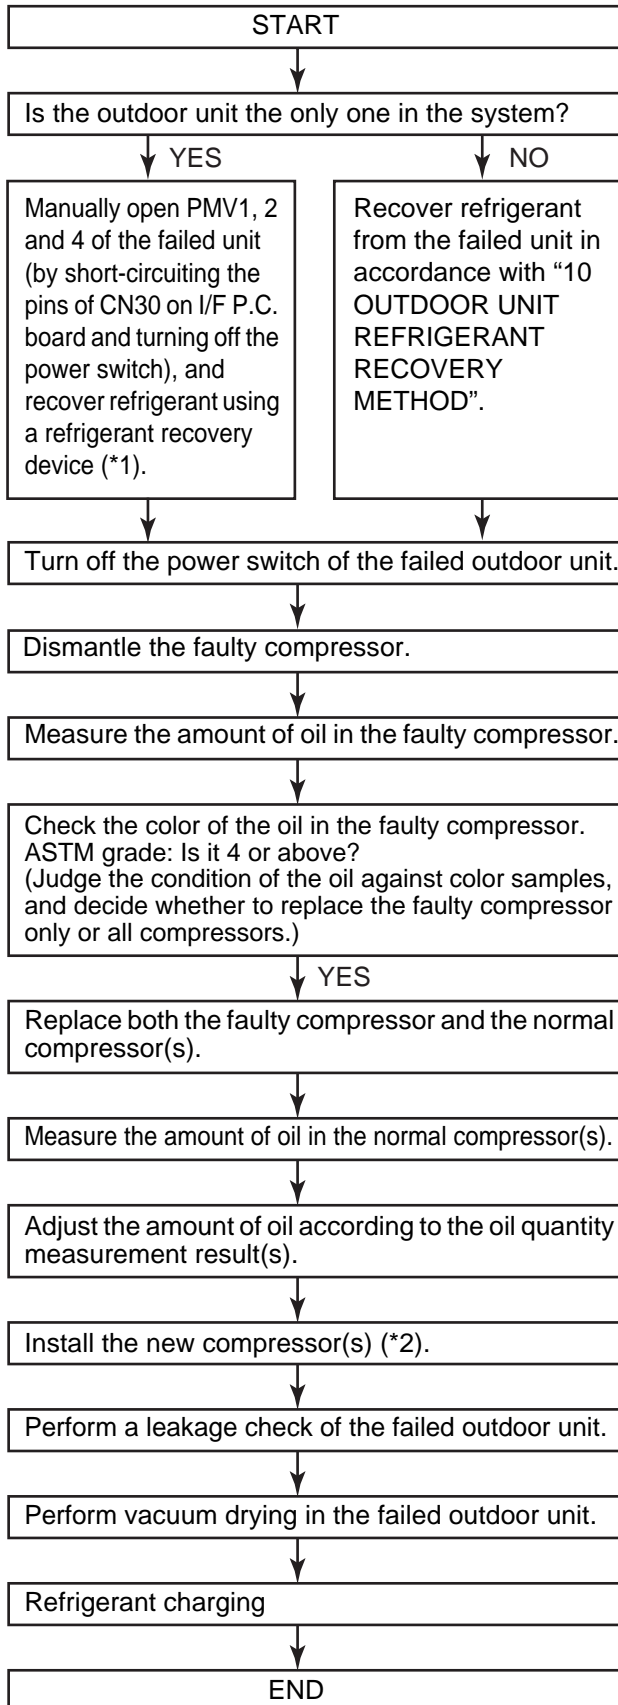 START
Is the outdoor unit the only one in the system?
YES
NO
Manually open PMV1, 2
and 4 of the failed unit
(by short-circuiting the
pins of CN30 on I/F P.C.
board and turning off the
power switch), and
recover refrigerant using
a refrigerant recovery
device (*1).
Recover refrigerant
from the failed unit in
accordance with “10
OUTDOOR UNIT
REFRIGERANT
RECOVERY
METHOD”.
Turn off the power switch of the failed outdoor unit.
Dismantle the faulty compressor.
Measure the amount of oil in the faulty compressor.
Check the color of the oil in the faulty compressor.
ASTM grade: Is it 4 or above?
(Judge the condition of the oil against color samples,
and decide whether to replace the faulty compressor
only or all compressors.)
YES
Replace both the faulty compressor and the normal
compressor(s).
Measure the amount of oil in the normal compressor(s).
Adjust the amount of oil according to the oil quantity
measurement result(s).
Install the new compressor(s) (*2).
Perform a leakage check of the failed outdoor unit.
Perform vacuum drying in the failed outdoor unit.
Refrigerant charging
END